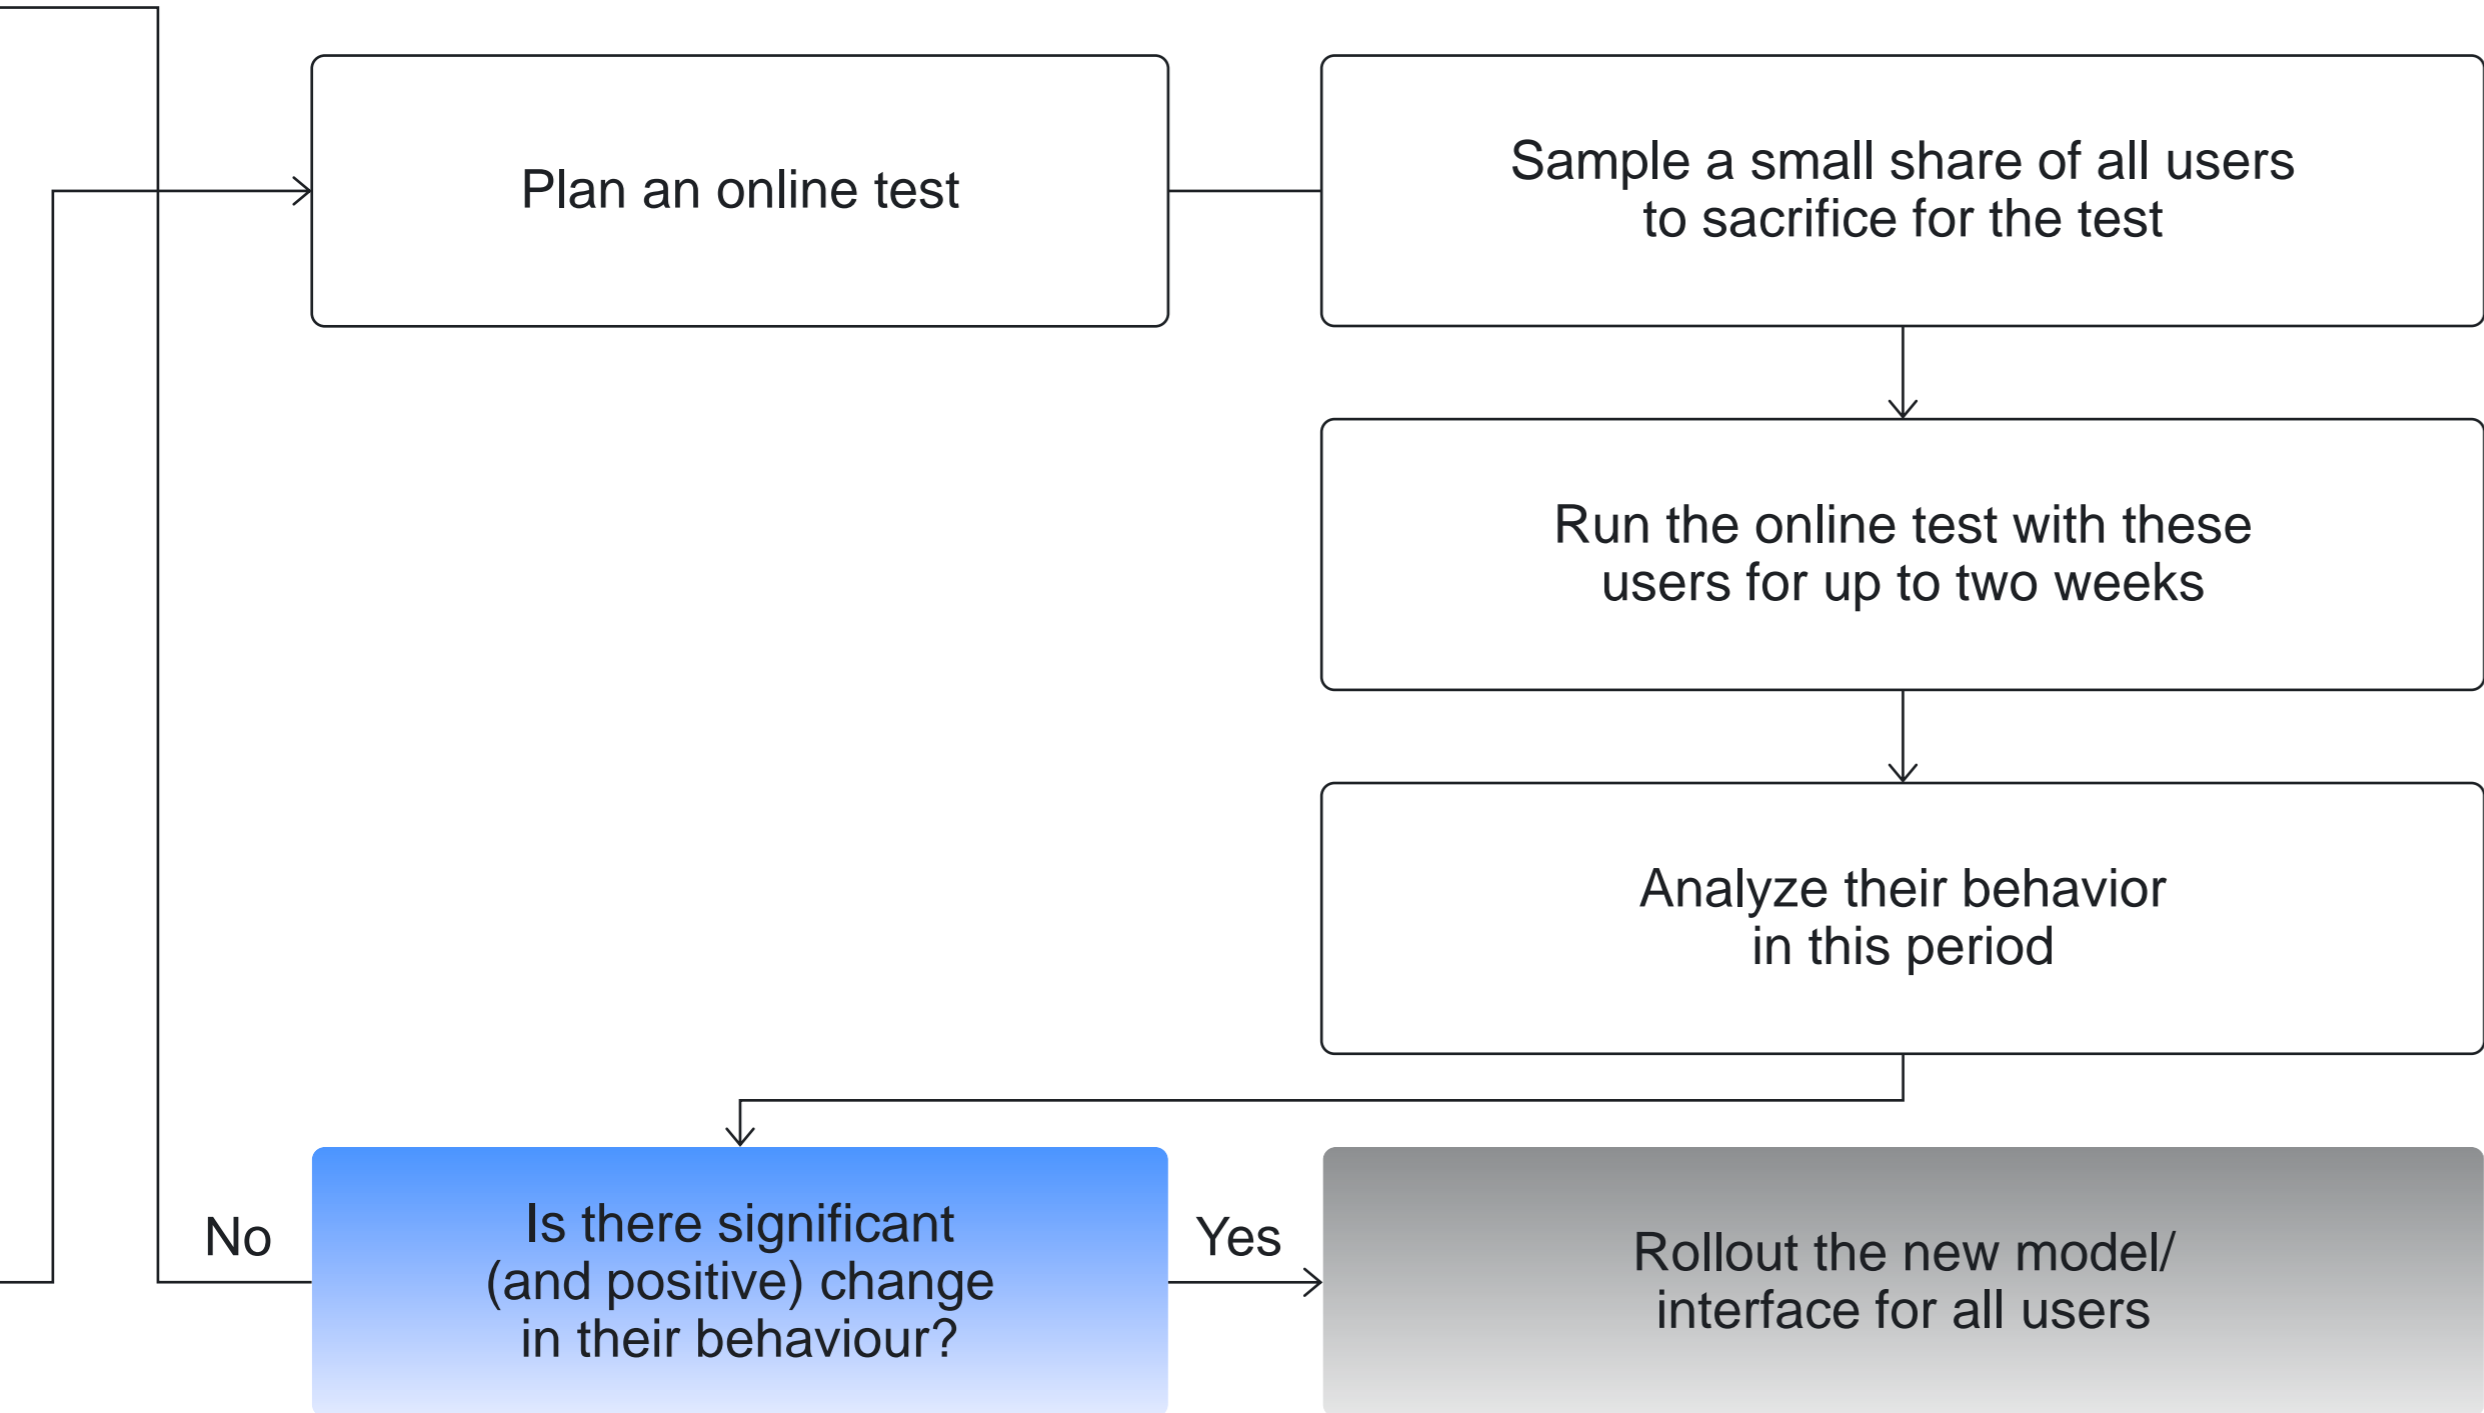 Plan an online test
Sample a small share of all users
to sacrifice for the test
Run the online test with these
users for up to two weeks
Analyze their behavior
in this period
No
Is there significant
(and positive) change
in their behaviour?
Yes
Rollout the new model/
interface for all users